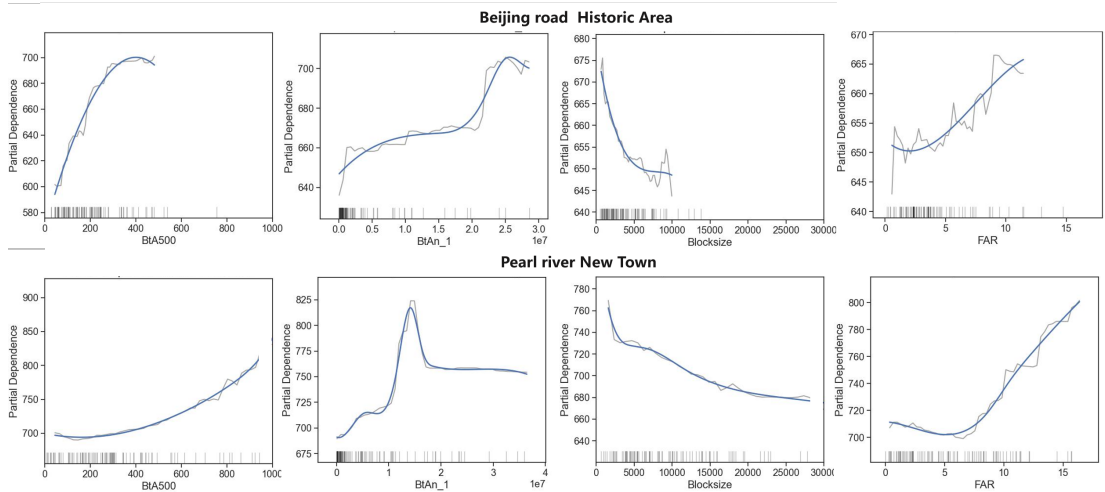 Beijing road Historic Area
Partial Dependence
700
680
660
640
620
600
580
0 200 400 600 800 1000
BtA500
Partial Dependence
700
680
660
640
0.0 0.5 1.0 1.5 2.0 2.5 3.0
BtAn_1
1e7
Partial Dependence
680
675
670
665
660
655
650
645
640
0 5000 10000 15000 20000 25000 30000
Blocksize
Partial Dependence
670
665
660
655
650
645
640
0 5 10 15
FAR
Pearl river New Town
Partial Dependence
900
850
800
750
700
0 200 400 600 800 1000
BtA500
Partial Dependence
825
800
775
750
725
700
675
0 1 2 3 4
BtAn_1
1e7
Partial Dependence
780
760
740
720
700
680
660
640
0 5000 10000 15000 20000 25000 30000
Blocksize
Partial Dependence
800
780
760
740
720
700
0 5 10 15
FAR